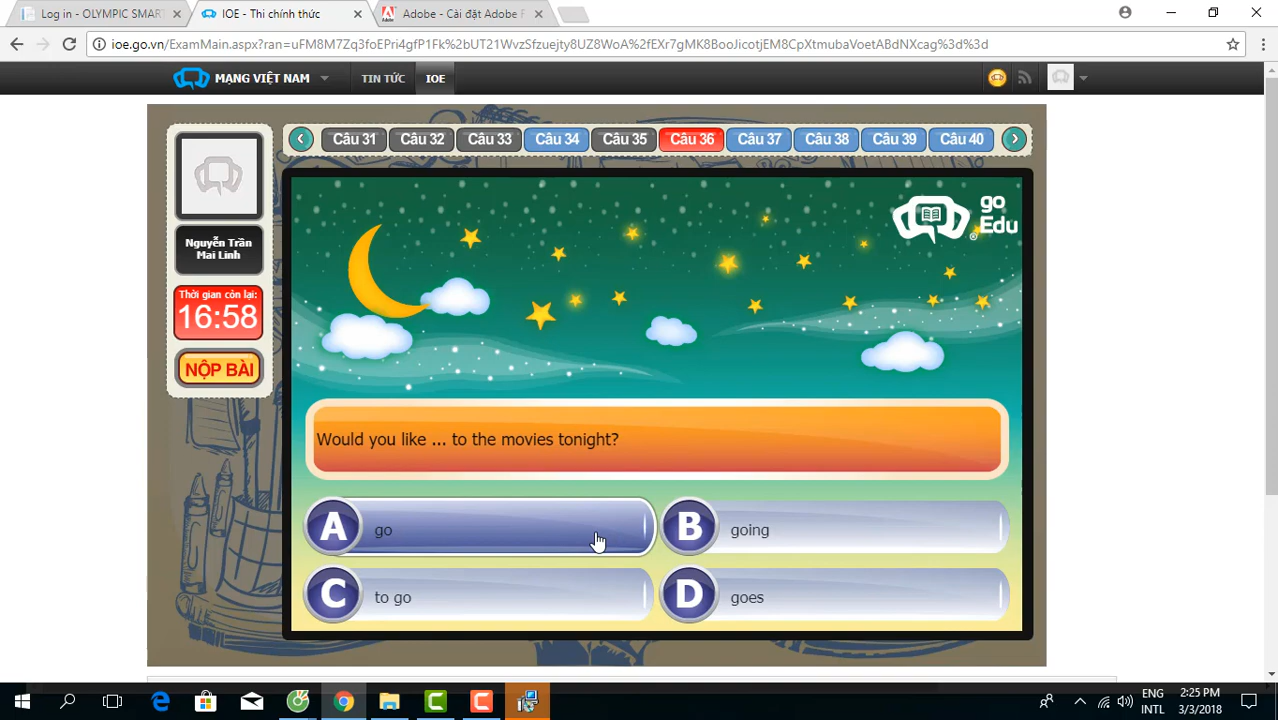 Log in - OLYMPIC SMART
IOE - Thi chính thức
Adobe - Cài đặt Adobe F
ioe.go.vn/ExamMain.aspx?ran=uFM8M7Zq3foEPri4gfP1Fk%2bUT21WvzSfzuejty8UZ8WoA%2fEXr7gMK8BooJicotjEM8CpXtmubaVoetABdNXcag%3d%3d
MẠNG VIỆT NAM
TIN TỨC
IOE
Câu 31
Câu 32
Câu 33
Câu 34
Câu 35
Câu 36
Câu 37
Câu 38
Câu 39
Câu 40
go
Edu
Nguyễn Trần
Mai Linh
Thời gian còn lại:
16:58
NỘP BÀI
Would you like ... to the movies tonight?
A go
B going
C to go
D goes
ENG
INTL
2:25 PM
3/3/2018